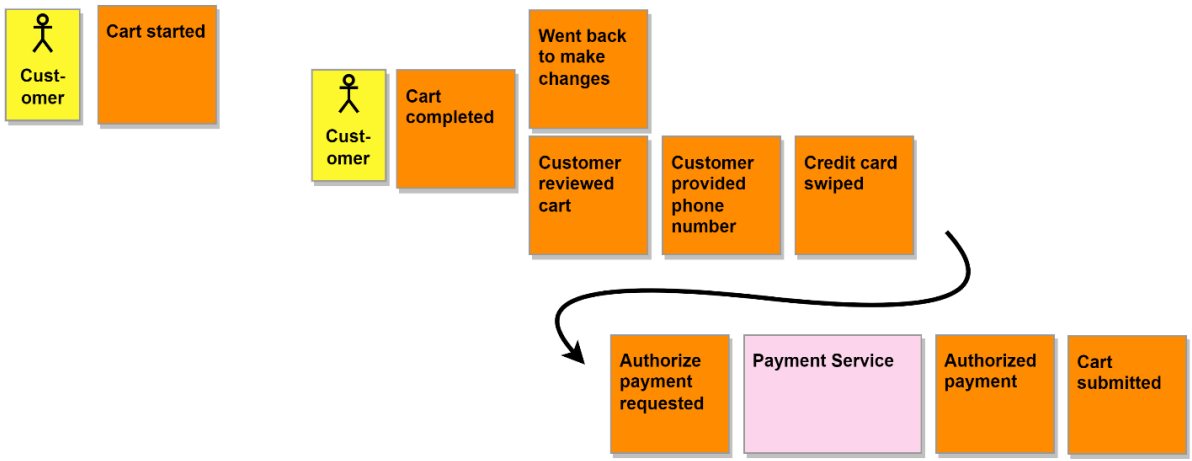 Cust-
omer
Cart started
Cust-
omer
Cart
completed
Went back
to make
changes
Customer
reviewed
cart
Customer
provided
phone
number
Credit card
swiped
Authorize
payment
requested
Payment Service
Authorized
payment
Cart
submitted